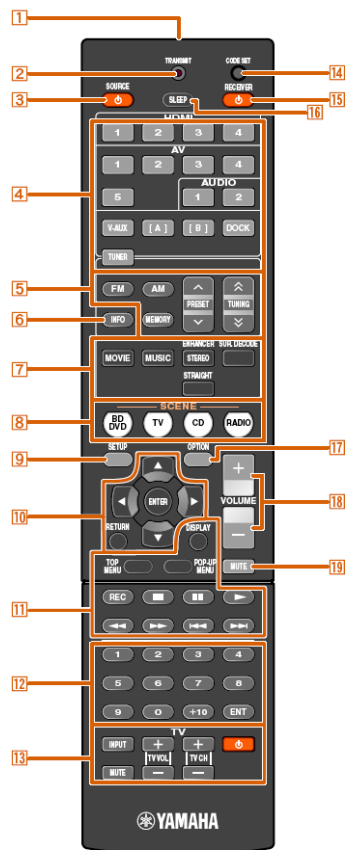 1
TRANSMIT
CODE SET
2
14
SOURCE
RECEIVER
3
15
SLEEP
16
HDMI
1 2 3 4
AV
1 2 3 4
AUDIO
4
5 1 2
V-AUX [ A ] [ B ] DOCK
TUNER
5
FM AM PRESET TUNING
6
INFO MEMORY
ENHANCER SUR. DECODE
7
MOVIE MUSIC STEREO
STRAIGHT
SCENE
8
BD
DVD TV CD RADIO
SETUP OPTION
9
17
10
ENTER
VOLUME
18
RETURN DISPLAY
TOP
MENU
POP-UP
MENU
MUTE
19
11
REC
12
1 2 3 4
5 6 7 8
9 0 +10 ENT
TV
13
INPUT TV VOL TV CH
MUTE
YAMAHA